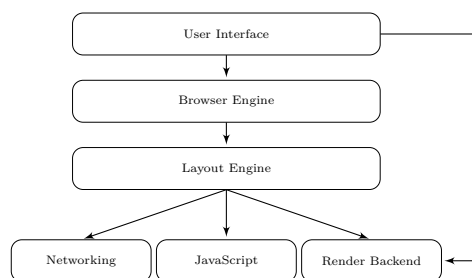 User Interface
Browser Engine
Layout Engine
Networking
JavaScript
Render Backend